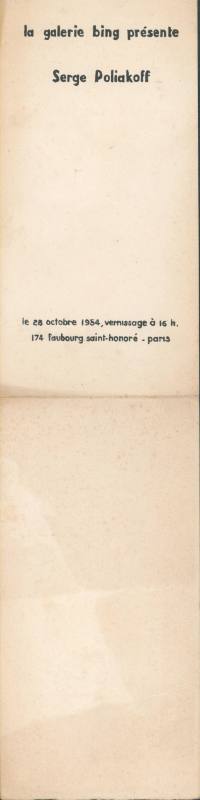 la galerie bing présente
Serge Poliakoff
le 28 octobre 1954, vernissage à 16 h.
174 faubourg saint-honoré - paris